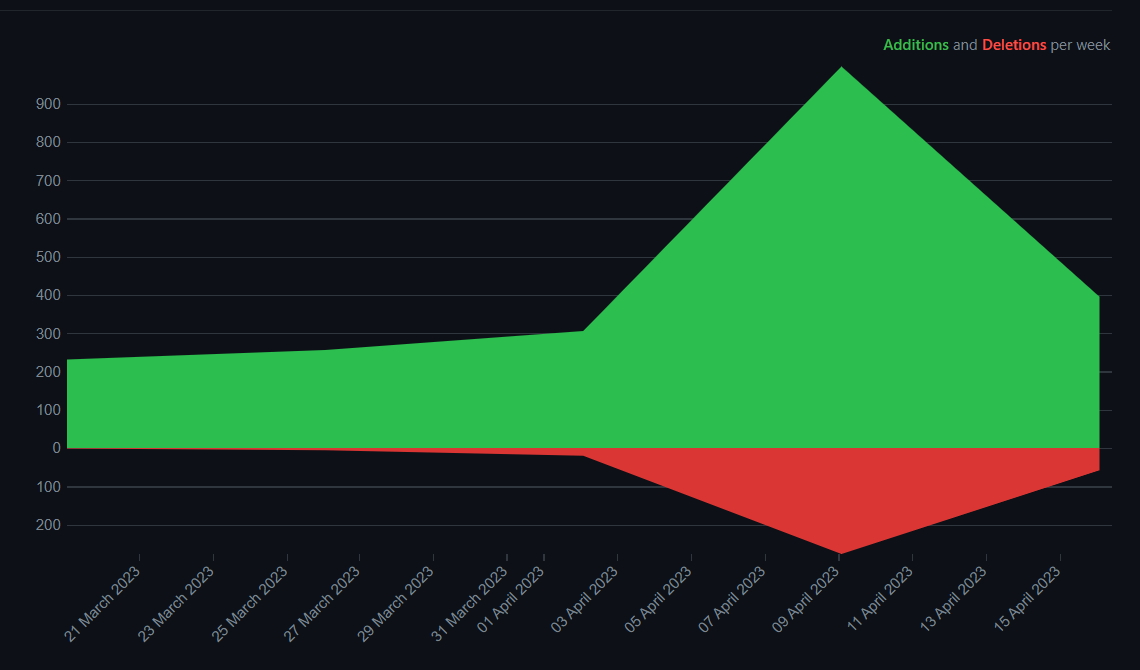 Additions and Deletions per week
900
800
700
600
500
400
300
200
100
0
100
200
21 March 2023
23 March 2023
25 March 2023
27 March 2023
29 March 2023
31 March 2023
01 April 2023
03 April 2023
05 April 2023
07 April 2023
09 April 2023
11 April 2023
13 April 2023
15 April 2023